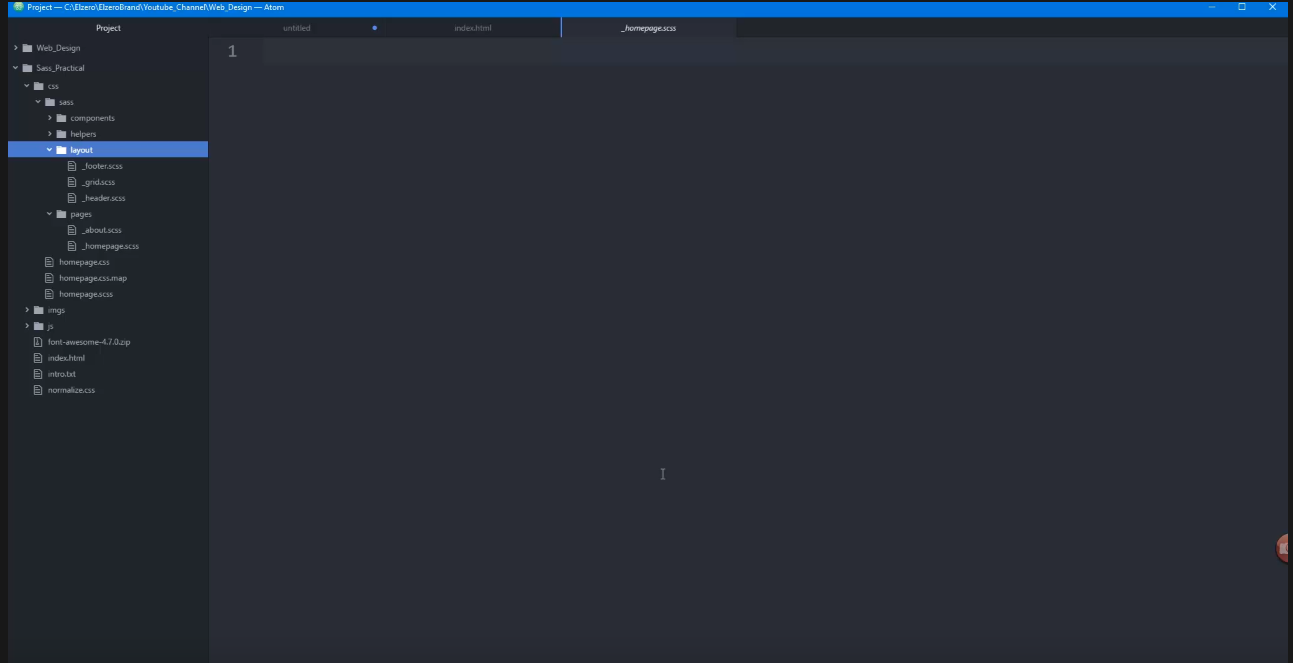 Project — C:\Elzero\ElzeroBrand\Youtube_Channel\Web_Design — Atom
Project
untitled
index.html
_homepage.scss
Web_Design
1
Sass_Practical
css
sass
components
helpers
layout
_footer.scss
_grid.scss
_header.scss
pages
_about.scss
_homepage.scss
homepage.css
homepage.css.map
homepage.scss
imgs
js
font-awesome-4.7.0.zip
index.html
intro.txt
normalize.css